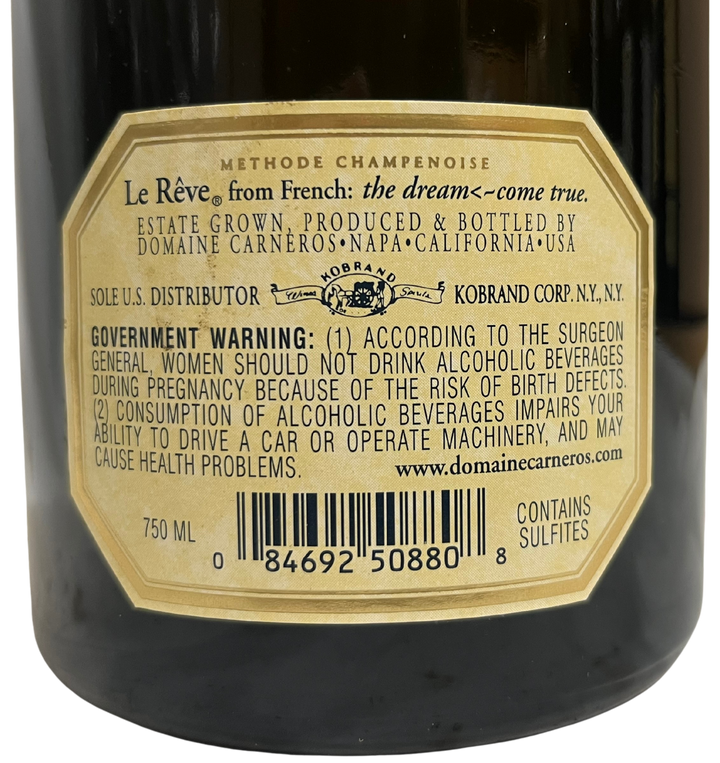 METHODE CHAMPENOISE
Le Rêve® from French: the dream<~come true.
ESTATE GROWN, PRODUCED & BOTTLED BY
DOMAINE CARNEROS•NAPA•CALIFORNIA•USA
KOBRAND
SOLE U.S. DISTRIBUTOR Wines Spirits KOBRAND CORP. N.Y., N.Y.
GOVERNMENT WARNING: (1) ACCORDING TO THE SURGEON
GENERAL, WOMEN SHOULD NOT DRINK ALCOHOLIC BEVERAGES
DURING PREGNANCY BECAUSE OF THE RISK OF BIRTH DEFECTS.
(2) CONSUMPTION OF ALCOHOLIC BEVERAGES IMPAIRS YOUR
ABILITY TO DRIVE A CAR OR OPERATE MACHINERY, AND MAY
CAUSE HEALTH PROBLEMS. www.domainecarneros.com
750 ML
CONTAINS
SULFITES
0 84692 50880 8